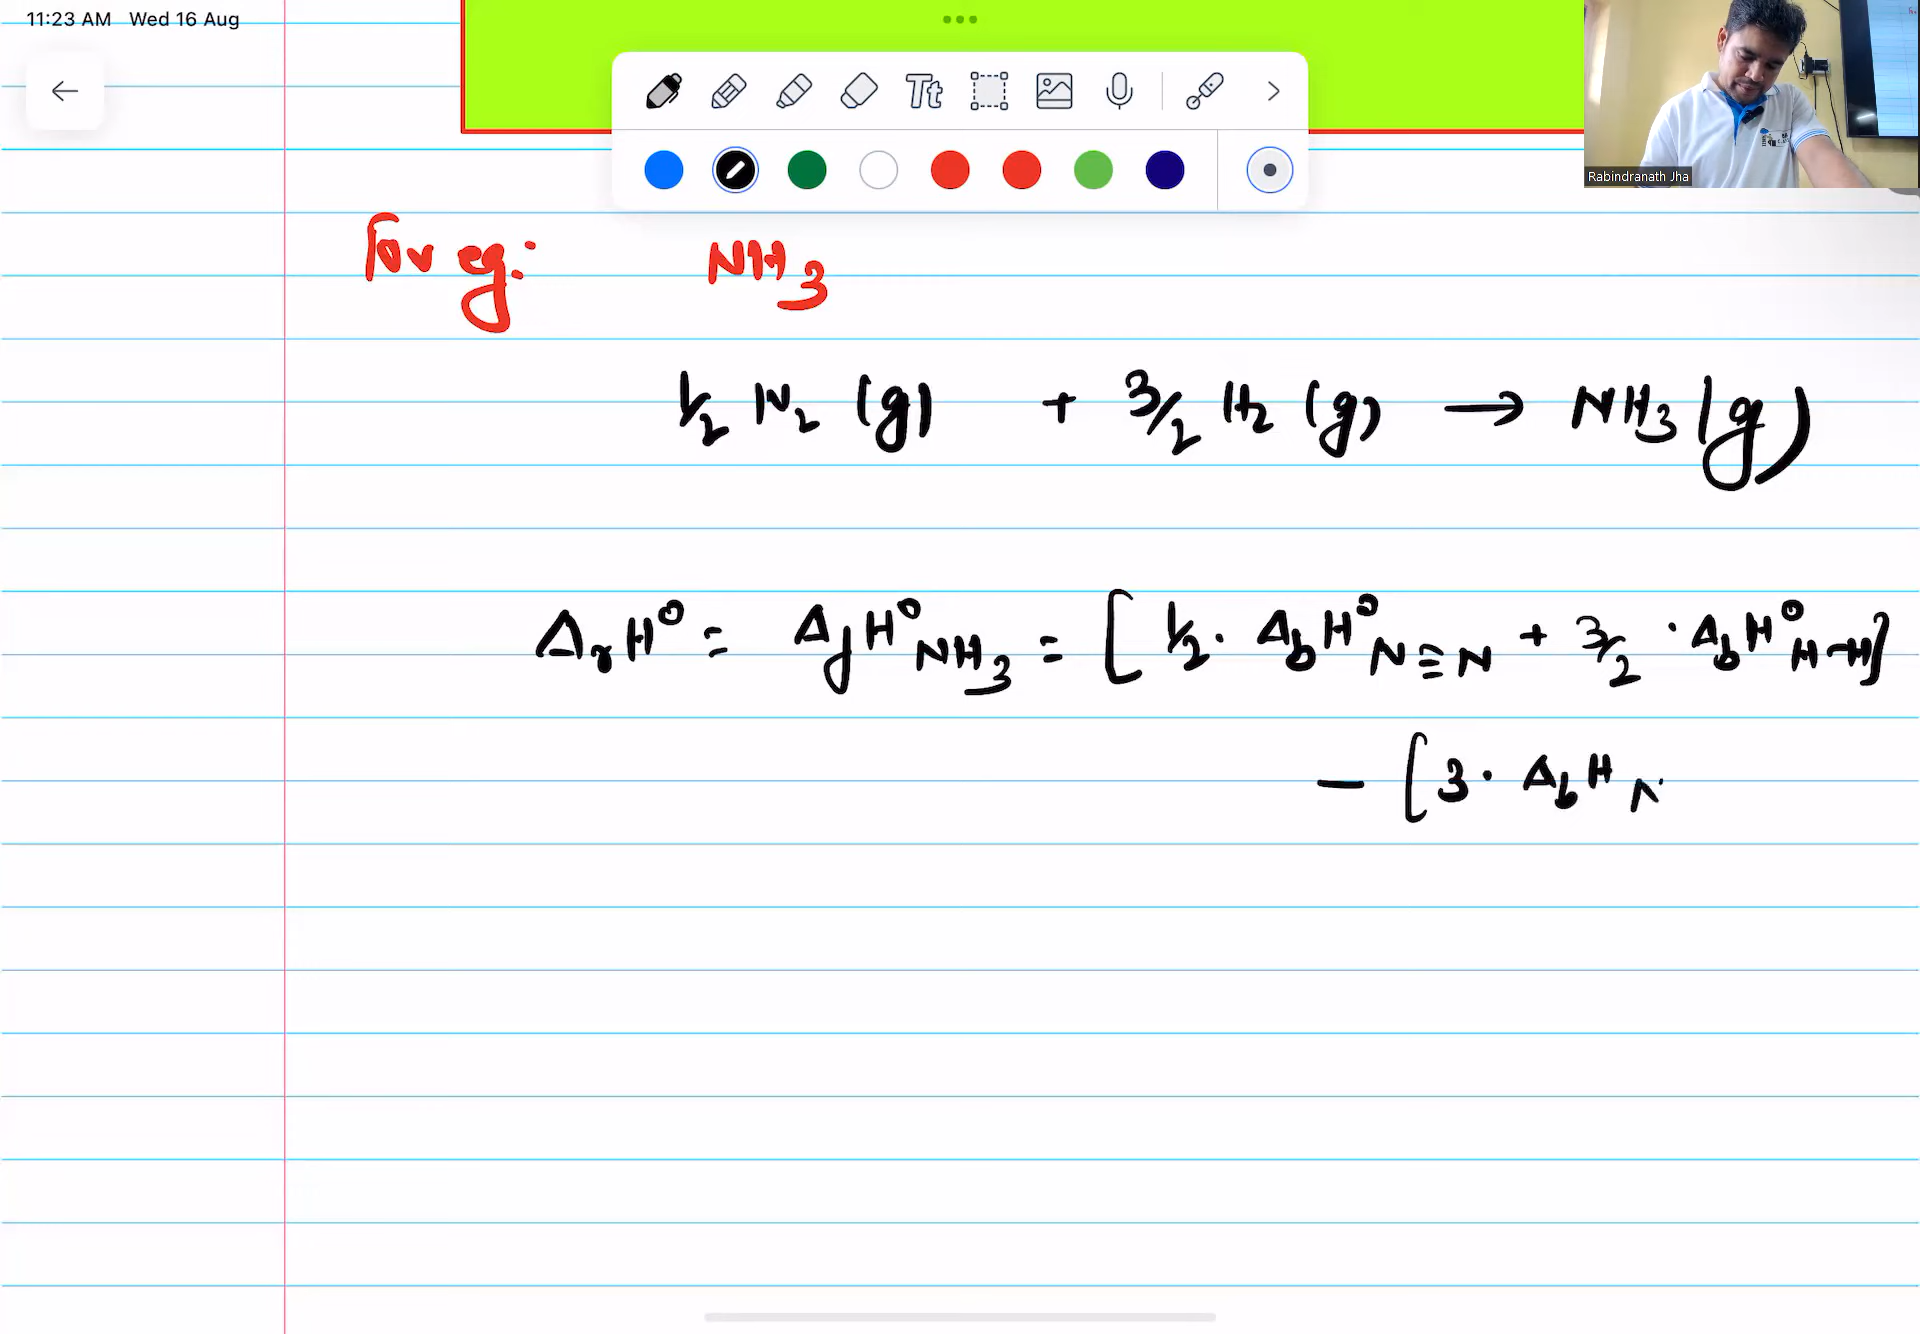 11:23 AM Wed 16 Aug
Tt
Rabindranath Jha
For eg: NH₃
1/2 N₂ (g) + 3/2 H₂ (g) → NH₃ (g)
ΔrH° = ΔfH°NH₃ = [ 1/2 · ΔbH°N≡N + 3/2 · ΔbH°H-H ]
– [ 3 · ΔbH N